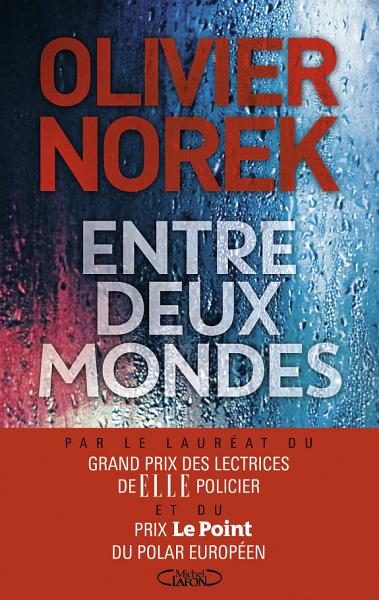 OLIVIER
NOREK
ENTRE
DEUX
MONDES
PAR LE LAURÉAT DU
GRAND PRIX DES LECTRICES
DE ELLE POLICIER
ET DU
PRIX Le Point
DU POLAR EUROPÉEN
Michel
LAFON